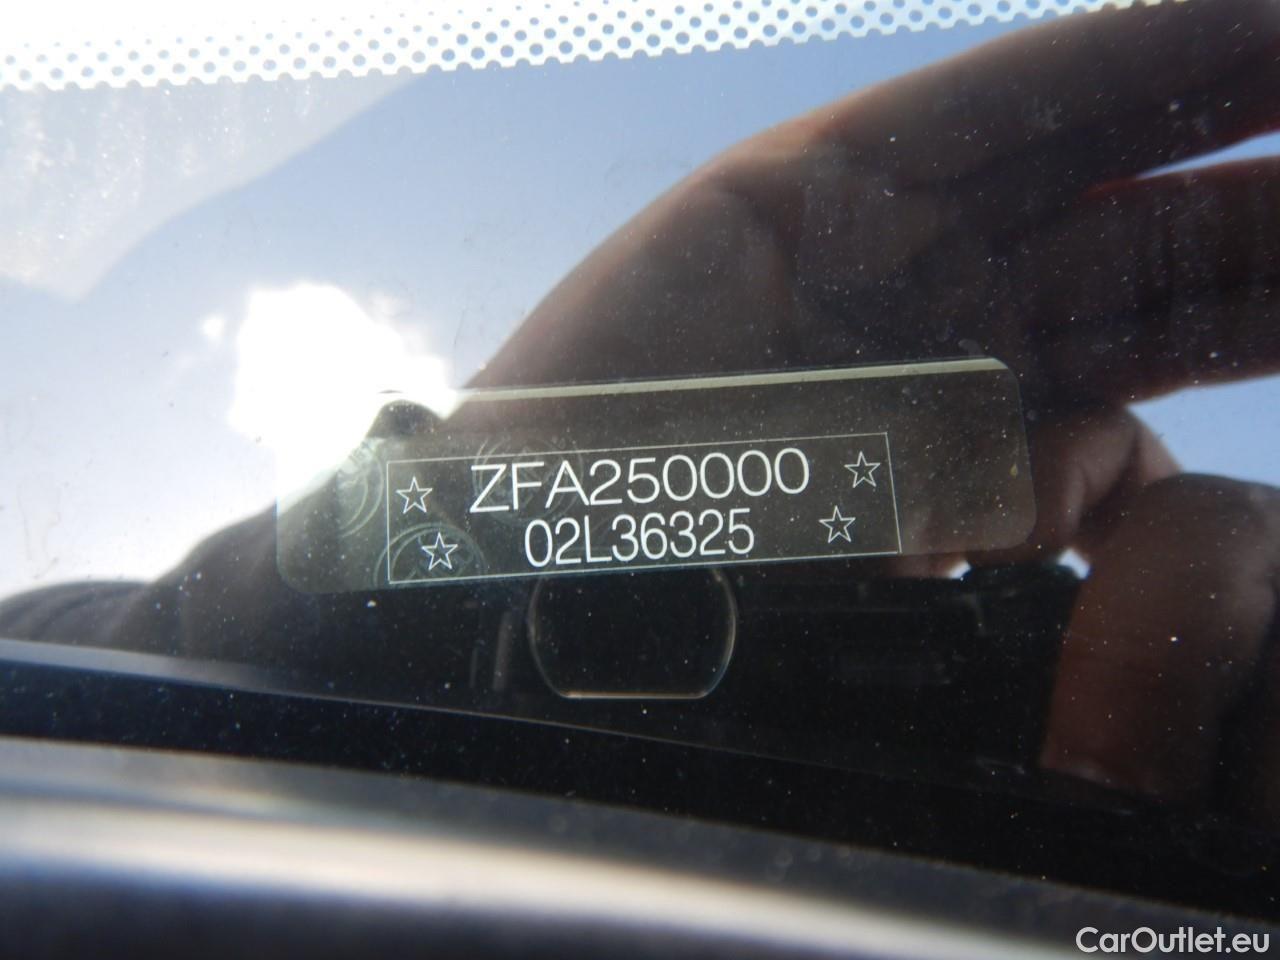 ☆ ZFA250000 ☆
☆ 02L36325 ☆
CarOutlet.eu